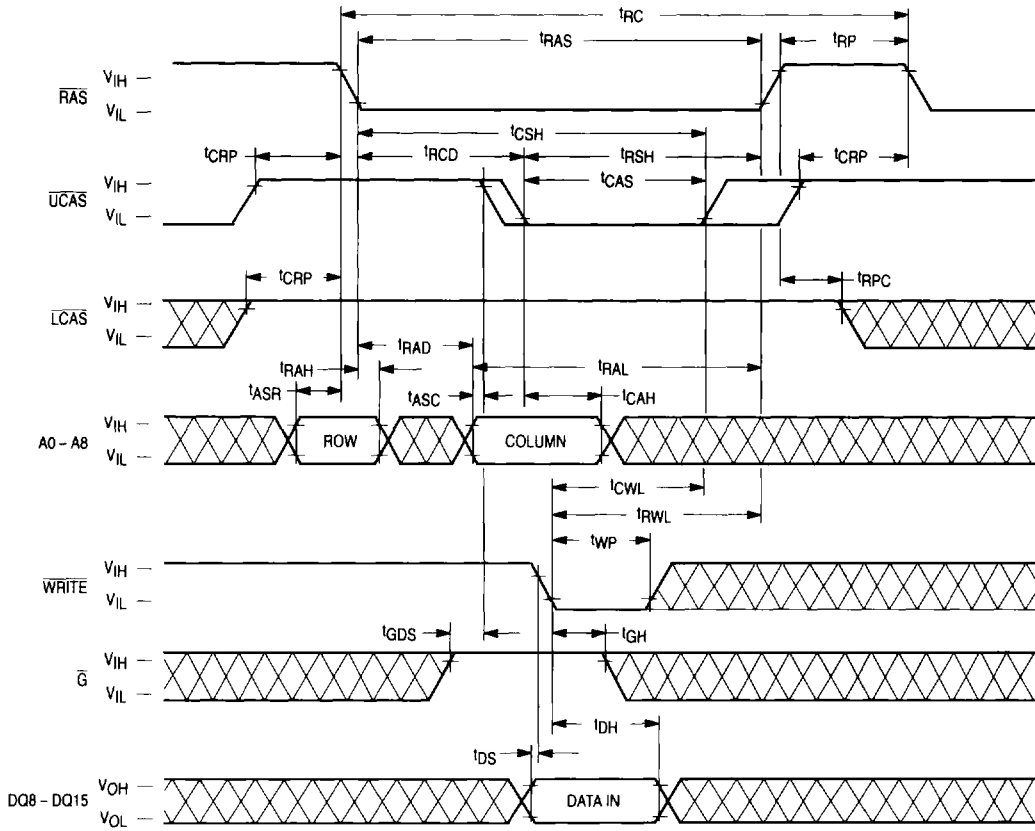 tRC
tRAS
tRP
RAS
VIH
VIL
tCSH
tCRP
tRCD
tRSH
tCRP
tCAS
UCAS
VIH
VIL
tCRP
tRPC
LCAS
VIH
VIL
tRAD
tRAH
tRAL
tASR
tASC
tCAH
A0 – A8
VIH
VIL
ROW
COLUMN
tCWL
tRWL
tWP
WRITE
VIH
VIL
tGDS
tGH
G
VIH
VIL
tDH
tDS
DQ8 – DQ15
VOH
VOL
DATA IN